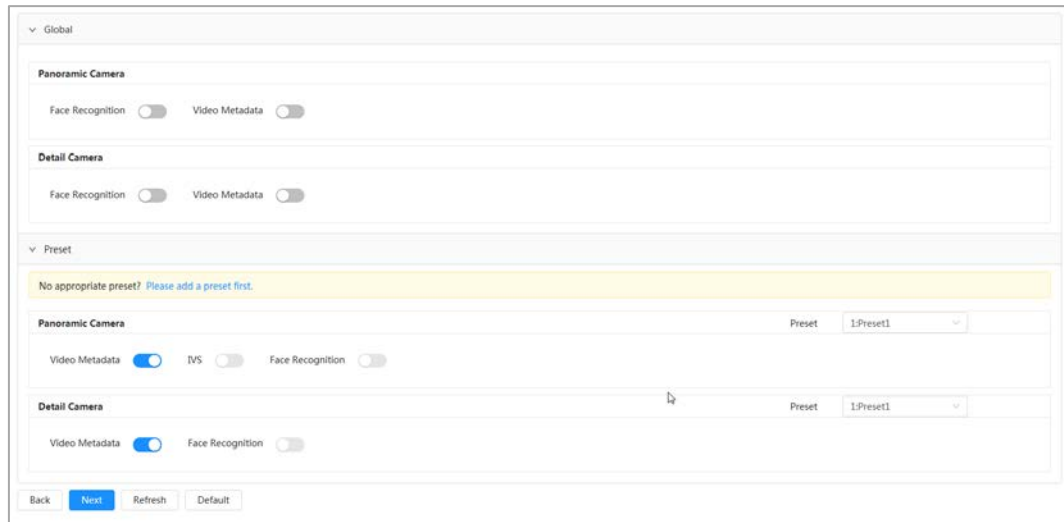 Global
Panoramic Camera
Face Recognition Video Metadata
Detail Camera
Face Recognition Video Metadata
Preset
No appropriate preset? Please add a preset first.
Panoramic Camera Preset 1:Preset1
Video Metadata IVS Face Recognition
Detail Camera Preset 1:Preset1
Video Metadata Face Recognition
Back Next Refresh Default